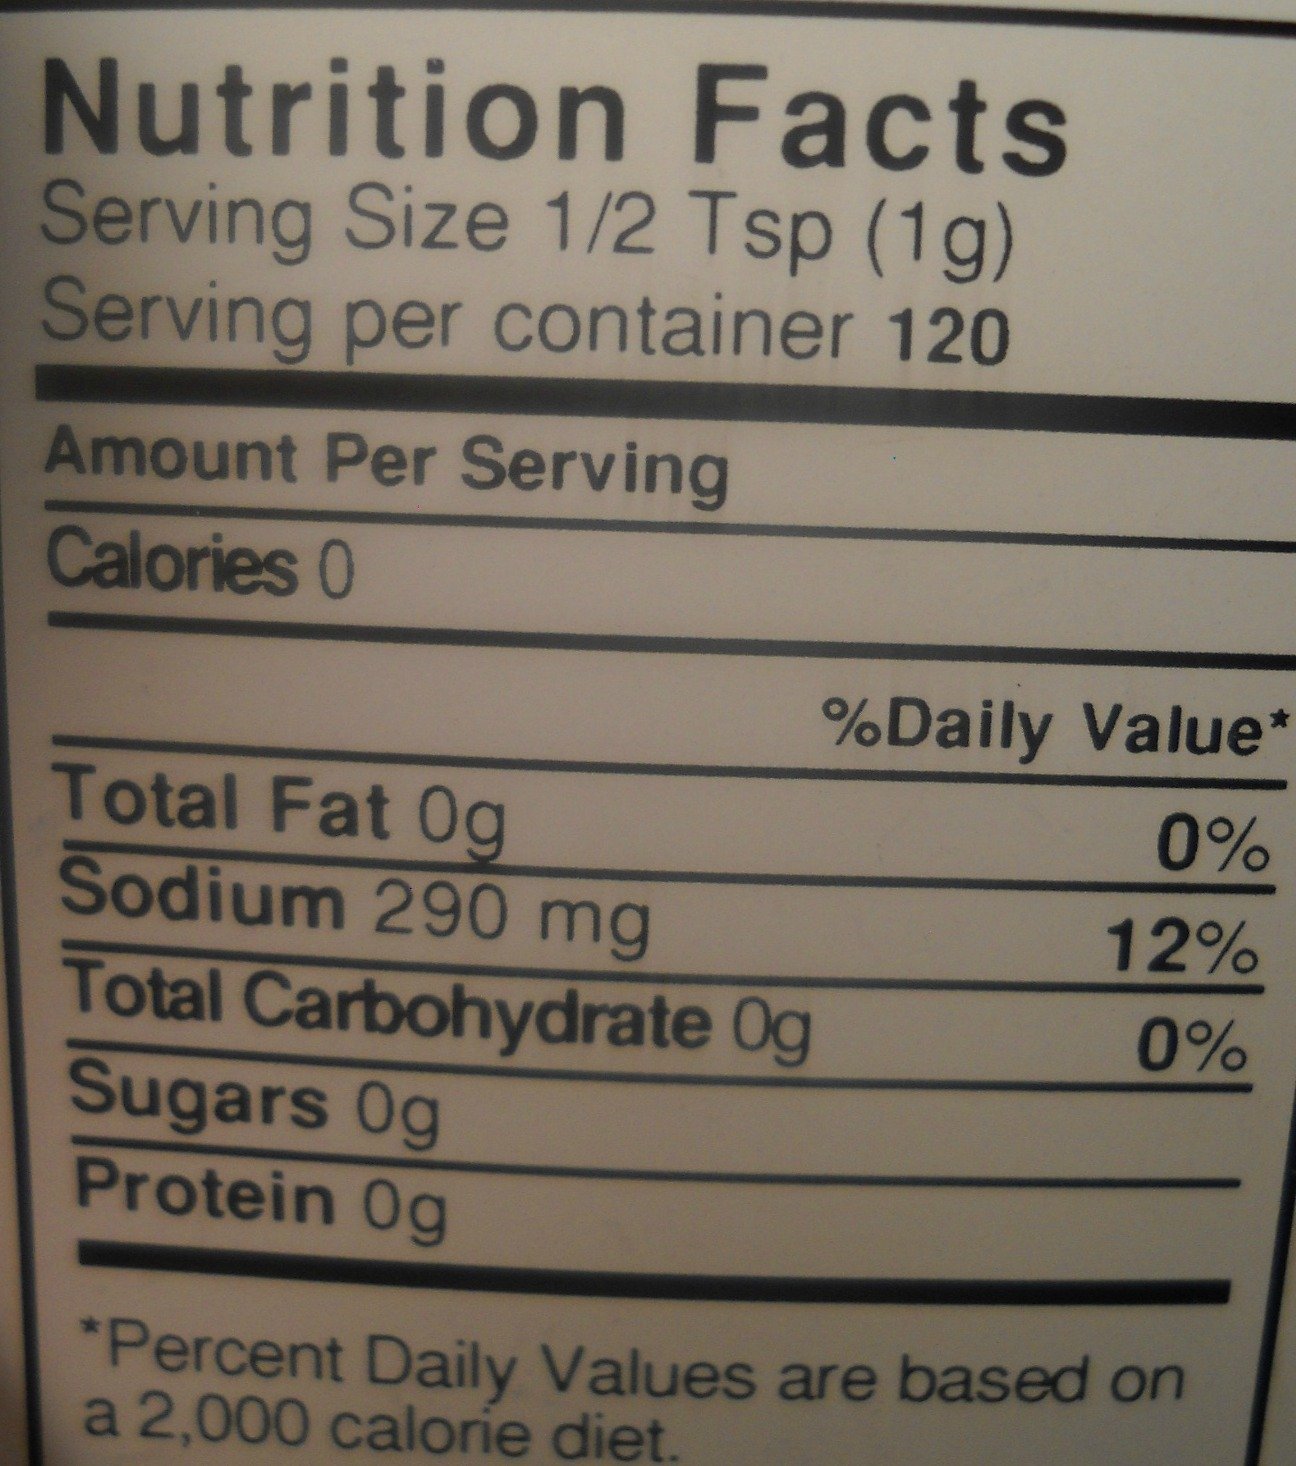 Nutrition Facts
Serving Size 1/2 Tsp (1g)
Serving per container 120
Amount Per Serving
Calories 0
%Daily Value*
Total Fat 0g 0%
Sodium 290 mg 12%
Total Carbohydrate 0g 0%
Sugars 0g
Protein 0g
*Percent Daily Values are based on
a 2,000 calorie diet.